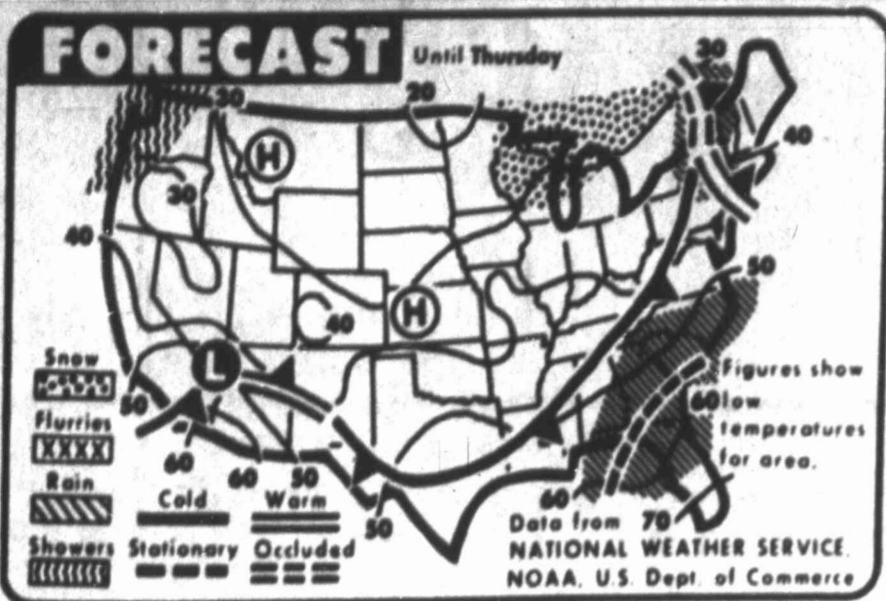 FORECAST
Until Thursday
30
20
30
40
H
30
40
50
H
40
L
Snow
50
Flurries
60
60
50
Rain
Cold
Warm
50
Showers
Stationary
Occluded
Figures show
60
low
temperatures
for area.
60
70
Data from
NATIONAL WEATHER SERVICE,
NOAA, U.S. Dept. of Commerce